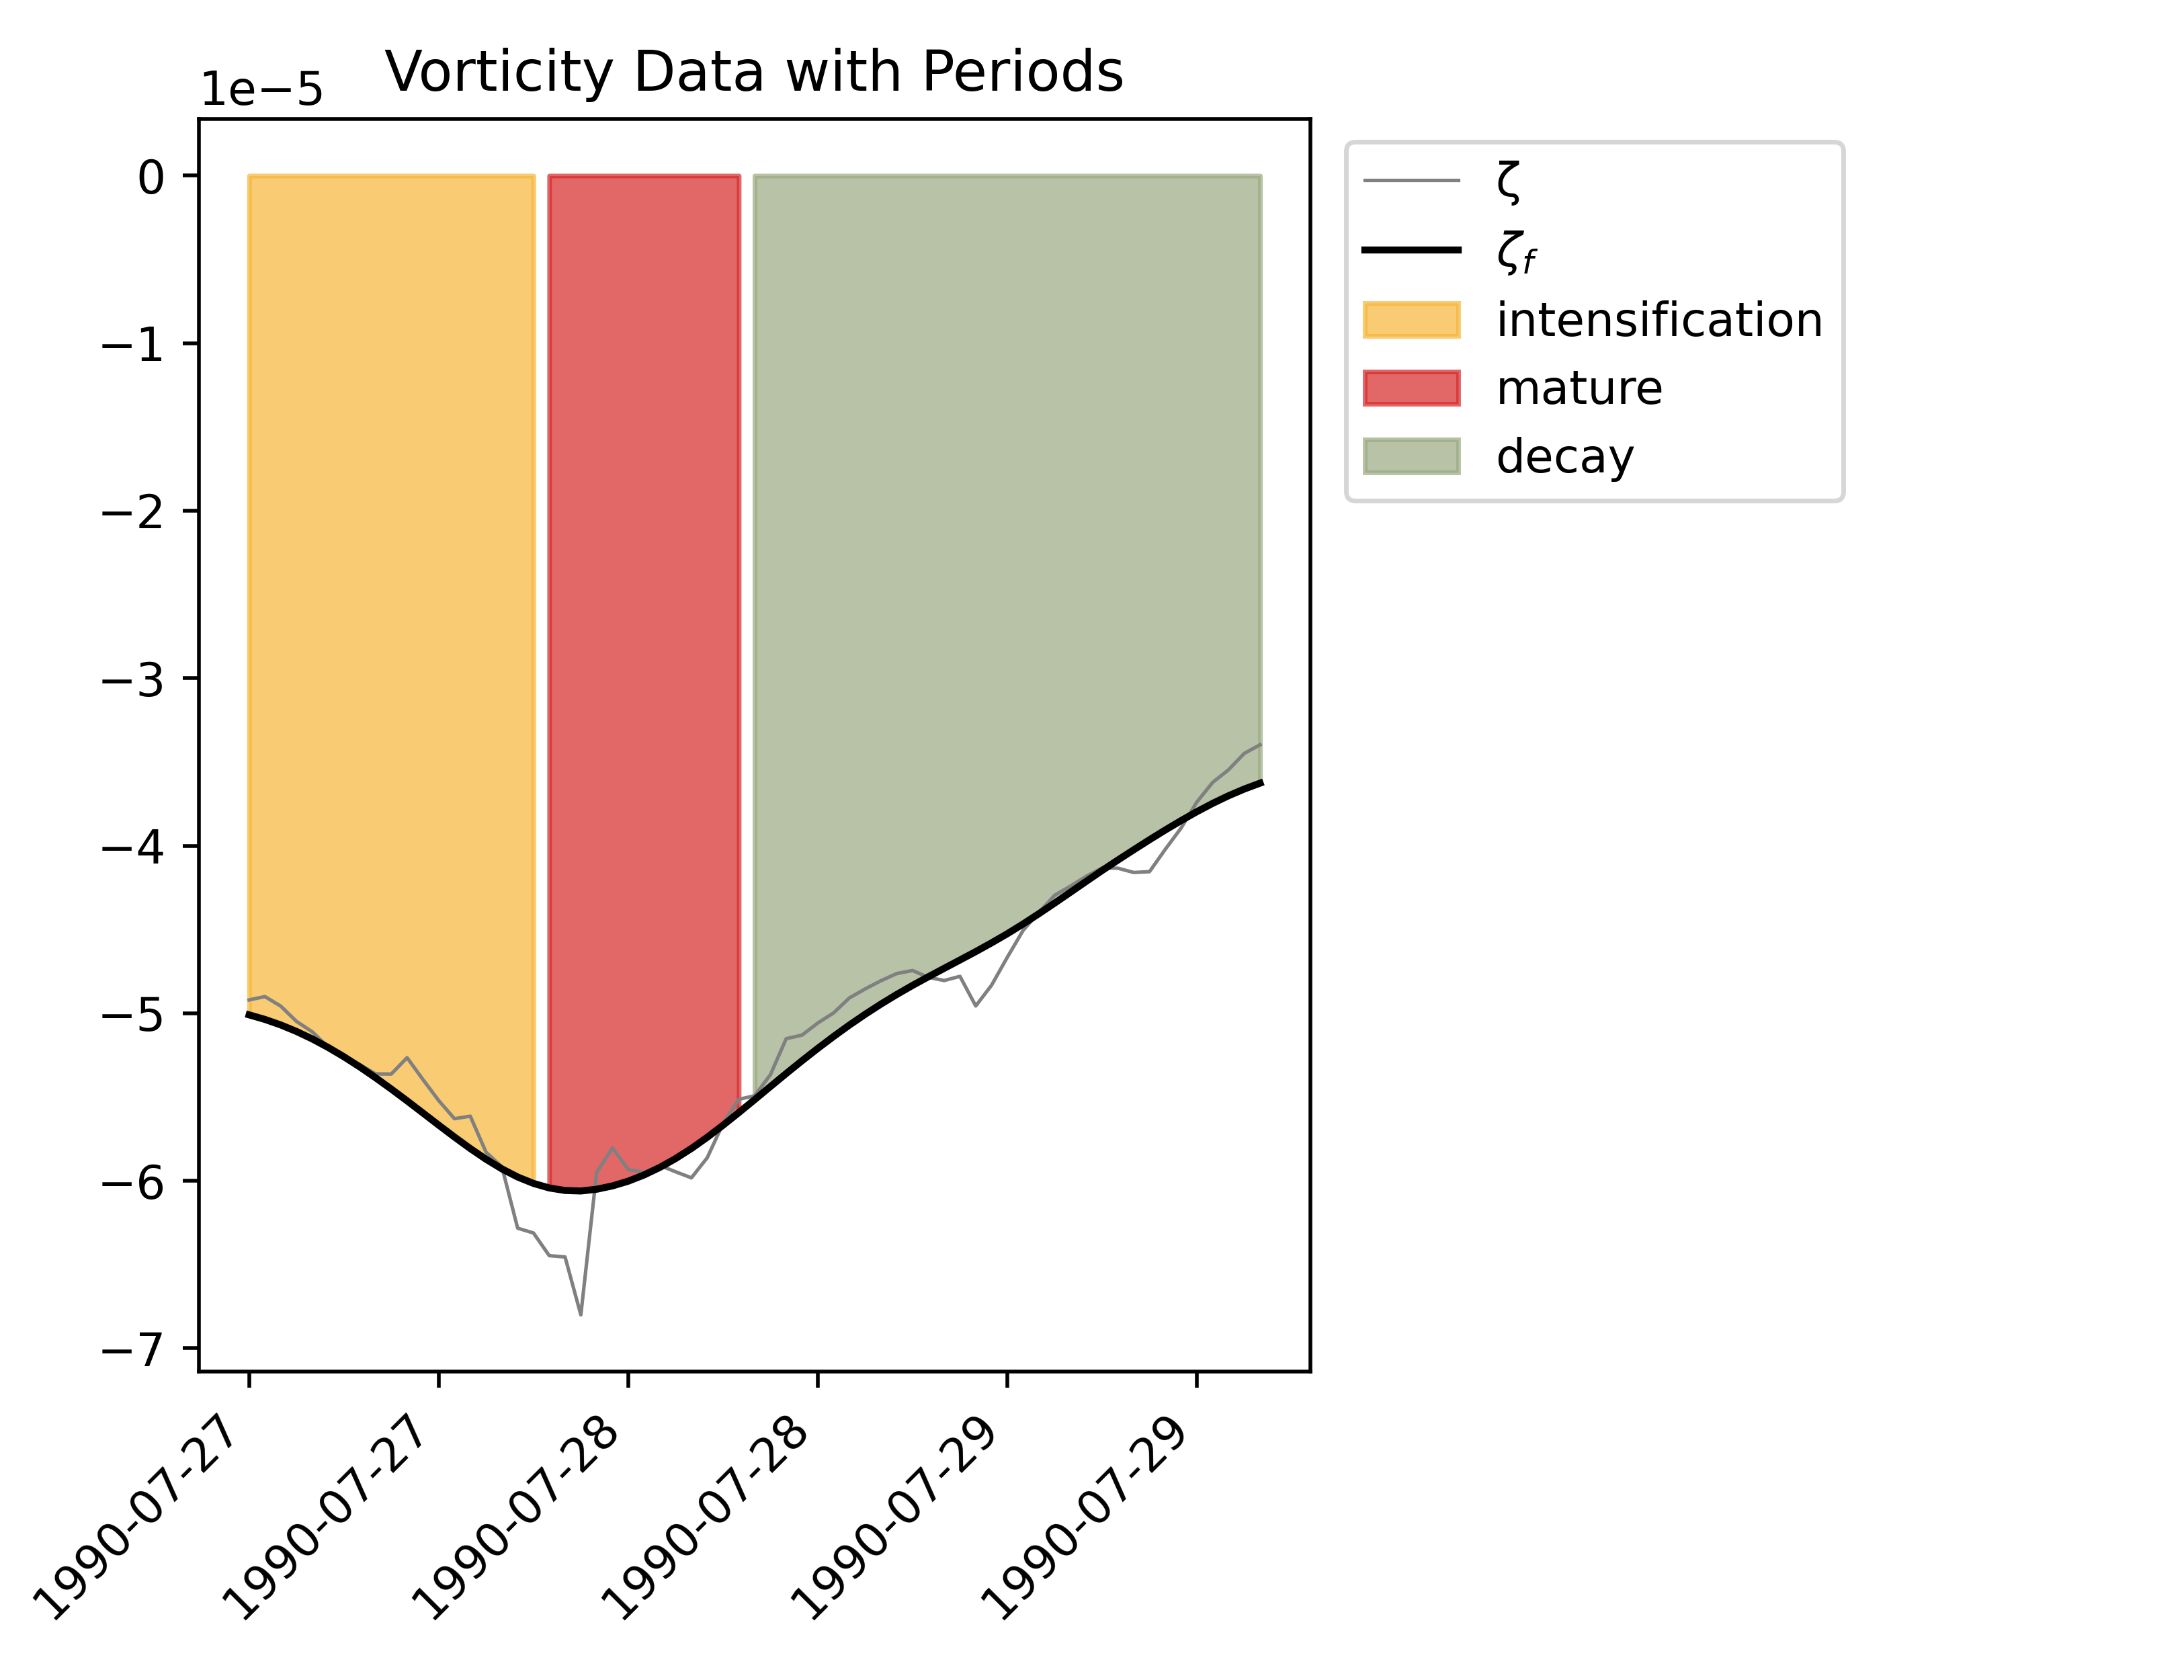 Vorticity Data with Periods
1e−5
0
−1
−2
−3
−4
−5
−6
−7
1990-07-27
1990-07-27
1990-07-28
1990-07-28
1990-07-29
1990-07-29
ζ
ζf
intensification
mature
decay